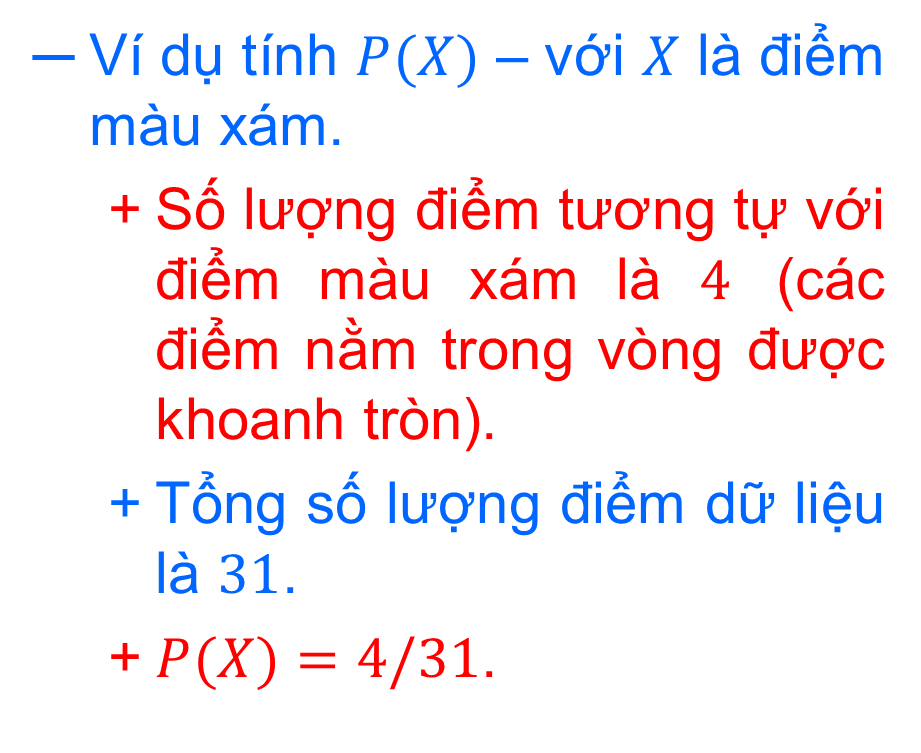 — Ví dụ tính P(X) – với X là điểm
màu xám.
+ Số lượng điểm tương tự với
điểm màu xám là 4 (các
điểm nằm trong vòng được
khoanh tròn).
+ Tổng số lượng điểm dữ liệu
là 31.
+ P(X) = 4/31.